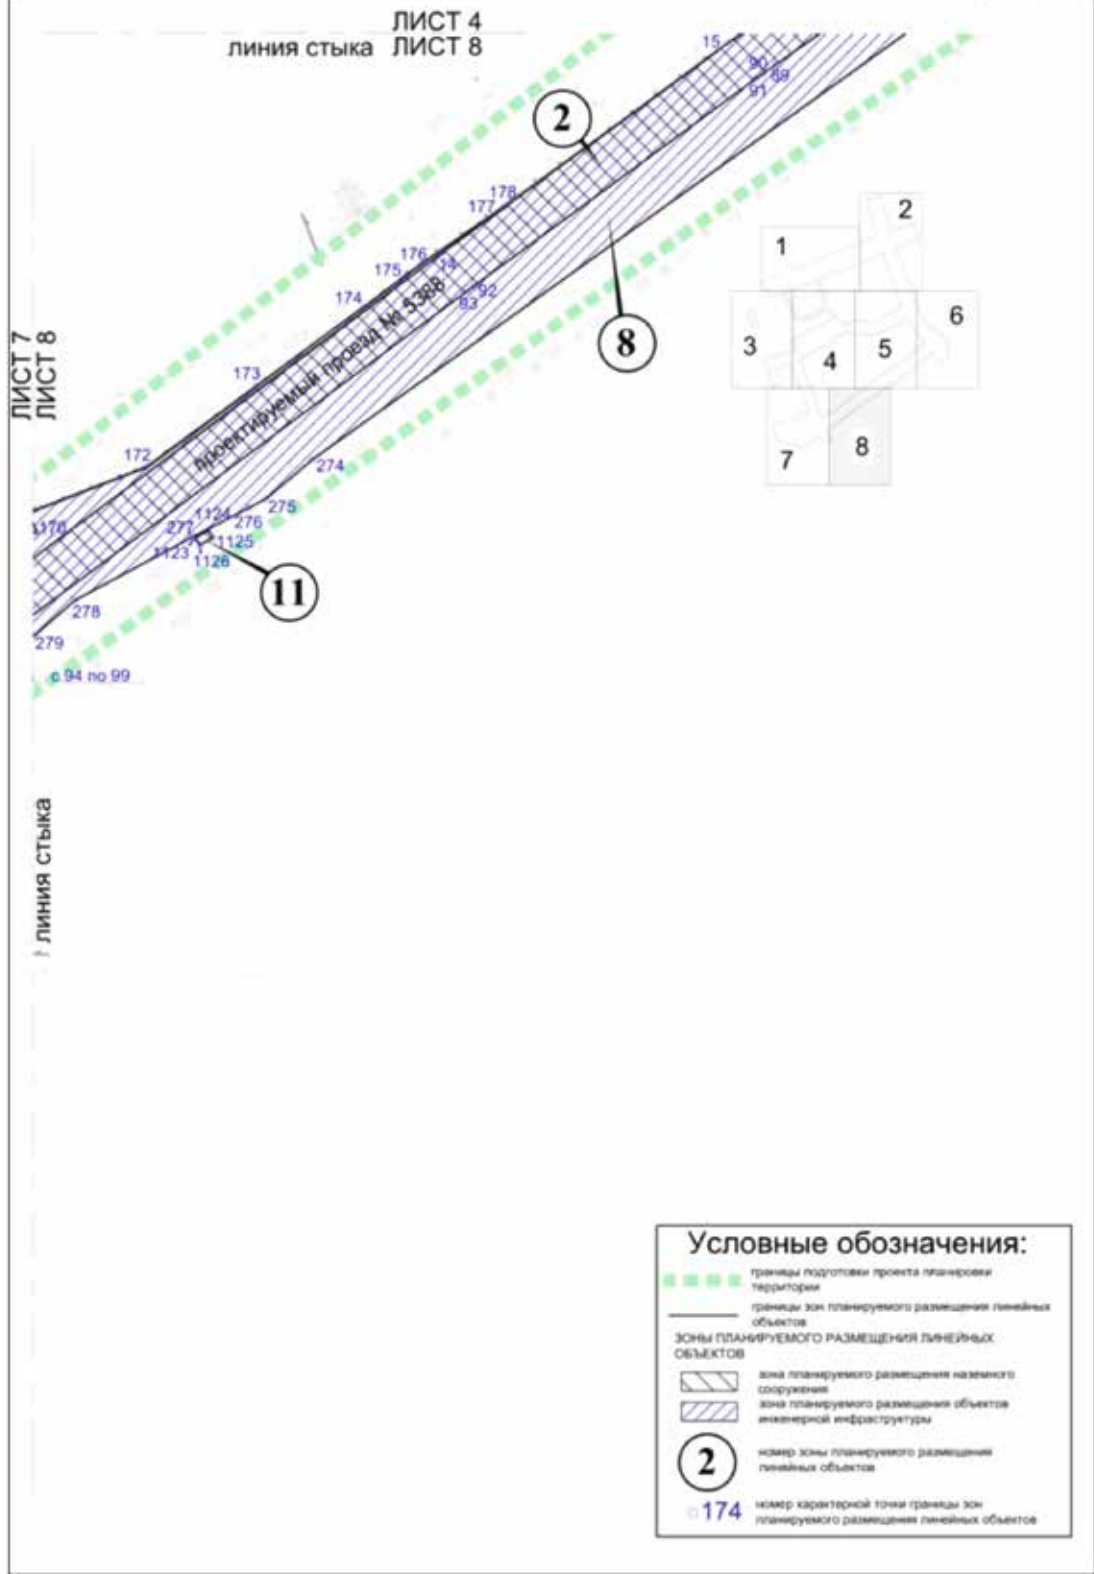 ЛИСТ 4
линия стыка ЛИСТ 8
15
90
89
91
2
178
177
176
14
175
92
93
174
8
проектируемый проезд № 5388
173
172
274
275
1124
276
277
1125
1123
1126
11
278
279
с 94 по 99
ЛИСТ 7
ЛИСТ 8
линия стыка
1
2
3
4
5
6
7
8
Условные обозначения:
границы подготовки проекта планировки
территории
границы зон планируемого размещения линейных
объектов
ЗОНЫ ПЛАНИРУЕМОГО РАЗМЕЩЕНИЯ ЛИНЕЙНЫХ
ОБЪЕКТОВ
зона планируемого размещения наземного
сооружения
зона планируемого размещения объектов
инженерной инфраструктуры
2
номер зоны планируемого размещения
линейных объектов
174
номер характерной точки границы зон
планируемого размещения линейных объектов